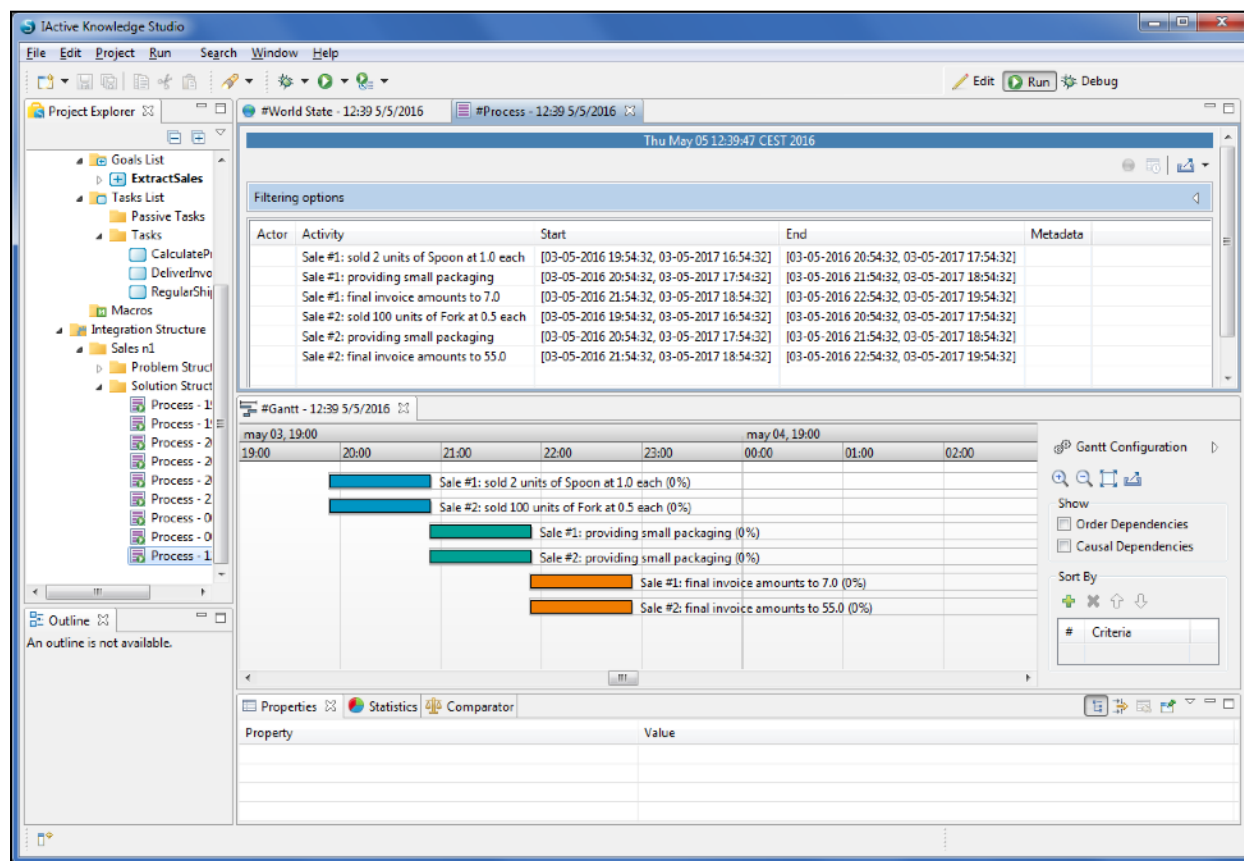 IActive Knowledge Studio
File Edit Project Run Search Window Help
Edit Run Debug
Project Explorer
Goals List
ExtractSales
Tasks List
Passive Tasks
Tasks
CalculatePr
DeliverInvo
RegularShip
Macros
Integration Structure
Sales n1
Problem Struct
Solution Struct
Process - 1
Process - 1
Process - 2
Process - 2
Process - 2
Process - 2
Process - 0
Process - 0
Process - 1
Outline
An outline is not available.
#World State - 12:39 5/5/2016 #Process - 12:39 5/5/2016
Thu May 05 12:39:47 CEST 2016
Filtering options
Actor Activity Start End Metadata
Sale #1: sold 2 units of Spoon at 1.0 each [03-05-2016 19:54:32, 03-05-2017 16:54:32] [03-05-2016 20:54:32, 03-05-2017 17:54:32]
Sale #1: providing small packaging [03-05-2016 20:54:32, 03-05-2017 17:54:32] [03-05-2016 21:54:32, 03-05-2017 18:54:32]
Sale #1: final invoice amounts to 7.0 [03-05-2016 21:54:32, 03-05-2017 18:54:32] [03-05-2016 22:54:32, 03-05-2017 19:54:32]
Sale #2: sold 100 units of Fork at 0.5 each [03-05-2016 19:54:32, 03-05-2017 16:54:32] [03-05-2016 20:54:32, 03-05-2017 17:54:32]
Sale #2: providing small packaging [03-05-2016 20:54:32, 03-05-2017 17:54:32] [03-05-2016 21:54:32, 03-05-2017 18:54:32]
Sale #2: final invoice amounts to 55.0 [03-05-2016 21:54:32, 03-05-2017 18:54:32] [03-05-2016 22:54:32, 03-05-2017 19:54:32]
#Gantt - 12:39 5/5/2016
may 03, 19:00 may 04, 19:00
19:00 20:00 21:00 22:00 23:00 00:00 01:00 02:00
Sale #1: sold 2 units of Spoon at 1.0 each (0%)
Sale #2: sold 100 units of Fork at 0.5 each (0%)
Sale #1: providing small packaging (0%)
Sale #2: providing small packaging (0%)
Sale #1: final invoice amounts to 7.0 (0%)
Sale #2: final invoice amounts to 55.0 (0%)
Gantt Configuration
Show
Order Dependencies
Causal Dependencies
Sort By
# Criteria
Properties Statistics Comparator
Property Value